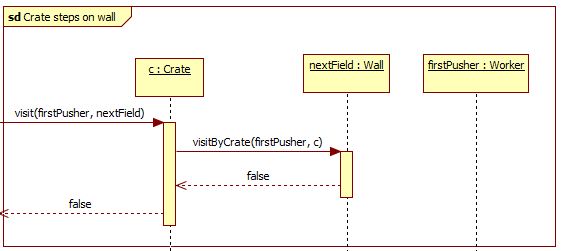 sd Crate steps on wall
c : Crate
nextField : Wall
firstPusher : Worker
visit(firstPusher, nextField)
visitByCrate(firstPusher, c)
false
false